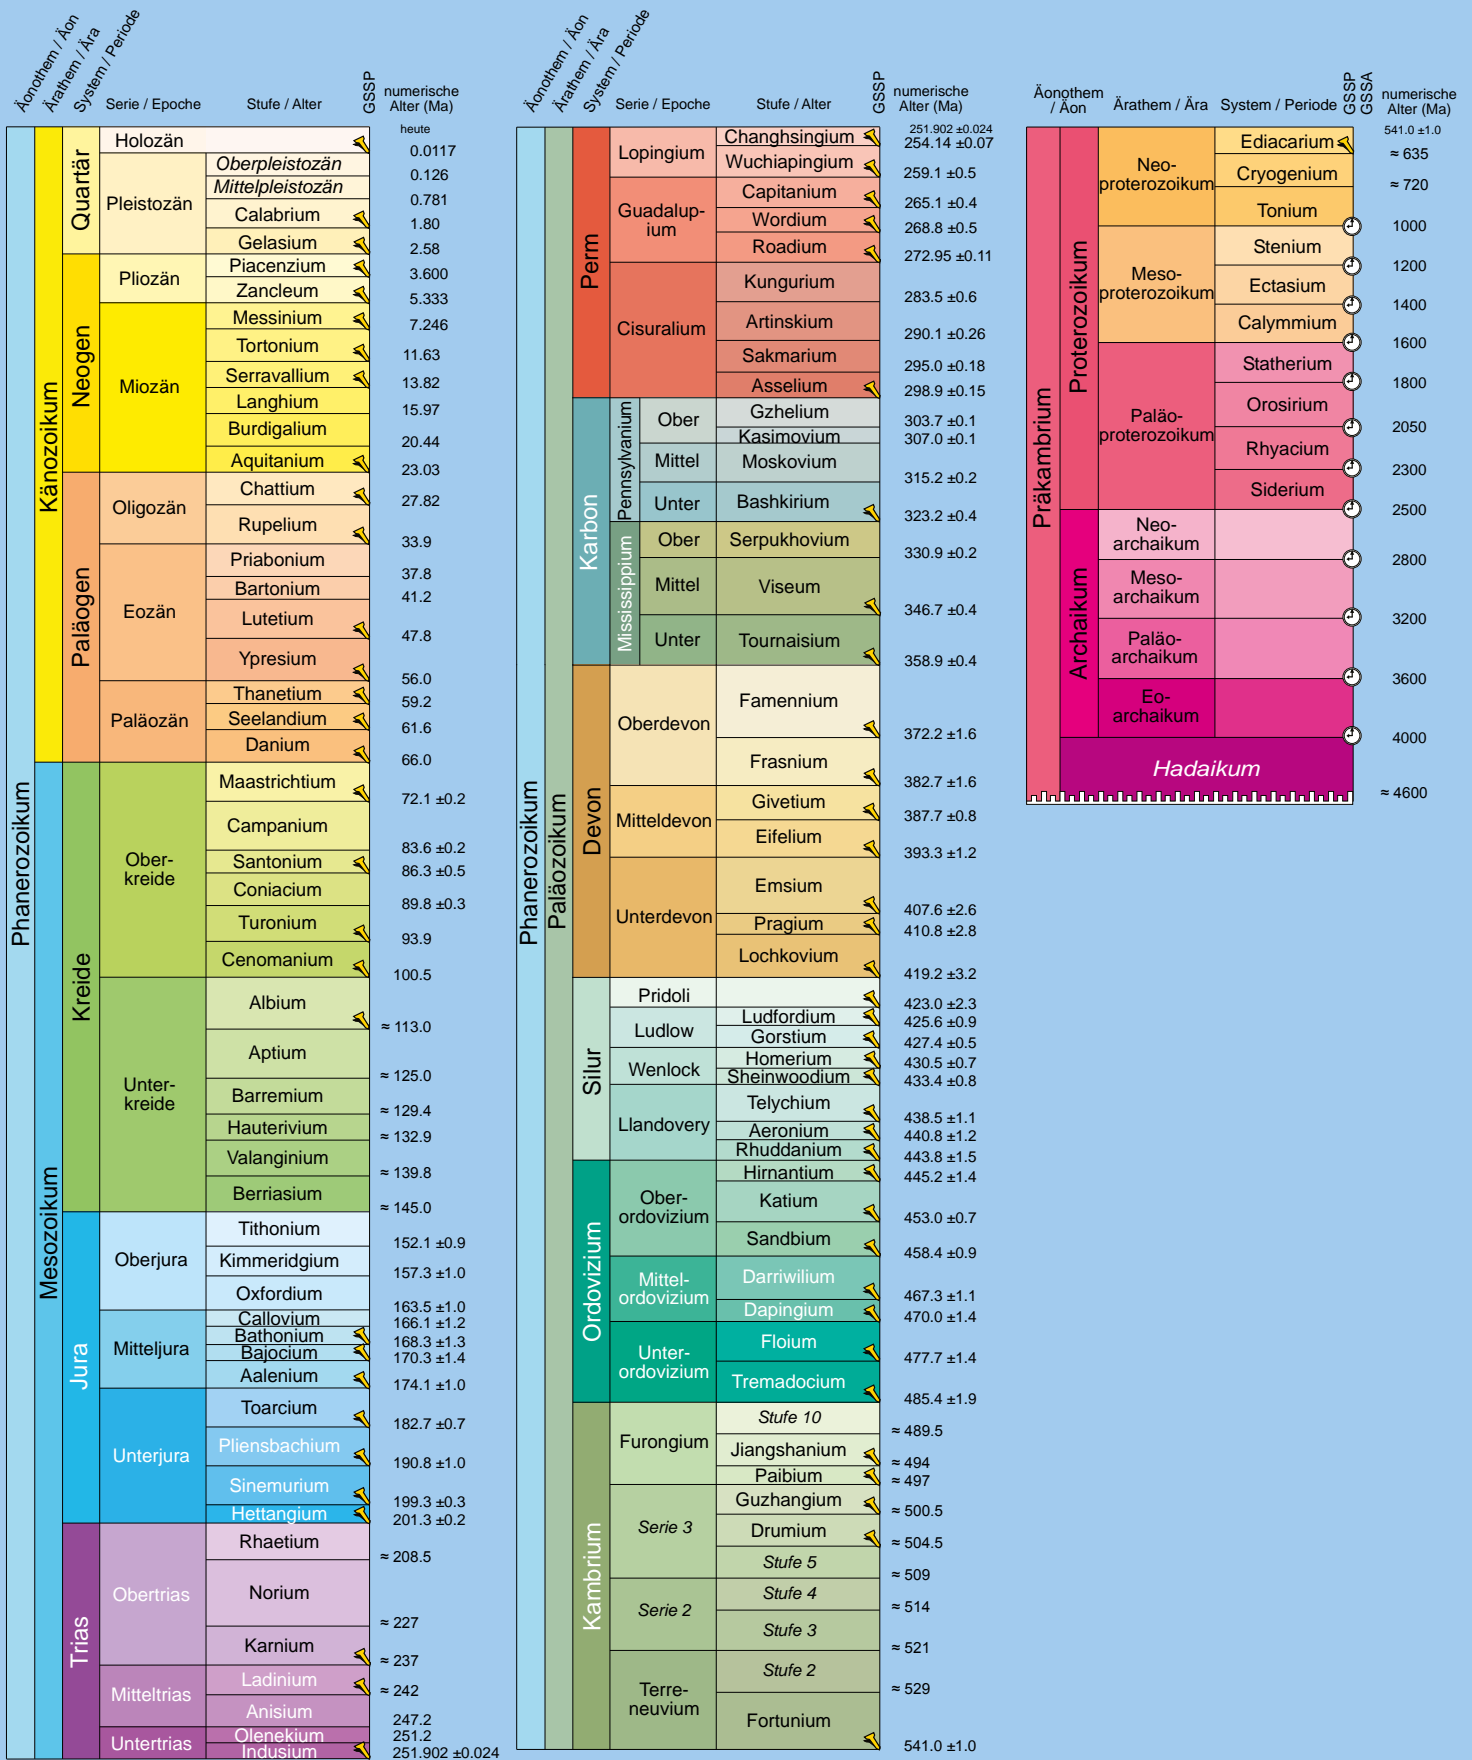 Äonothem / Äon
Ärathem / Ära
System / Periode
Serie / Epoche
Stufe / Alter
GSSP
numerische
Alter (Ma)
Phanerozoikum
Känozoikum
Quartär
Holozän
heute
0.0117
Pleistozän
Oberpleistozän
0.126
Mittelpleistozän
0.781
Calabrium
1.80
Gelasium
2.58
Neogen
Pliozän
Piacenzium
3.600
Zancleum
5.333
Miozän
Messinium
7.246
Tortonium
11.63
Serravallium
13.82
Langhium
15.97
Burdigalium
20.44
Aquitanium
23.03
Paläogen
Oligozän
Chattium
27.82
Rupelium
33.9
Eozän
Priabonium
37.8
Bartonium
41.2
Lutetium
47.8
Ypresium
56.0
Paläozän
Thanetium
59.2
Seelandium
61.6
Danium
66.0
Mesozoikum
Kreide
Ober-
kreide
Maastrichtium
72.1 ±0.2
Campanium
83.6 ±0.2
Santonium
86.3 ±0.5
Coniacium
89.8 ±0.3
Turonium
93.9
Cenomanium
100.5
Unter-
kreide
Albium
≈ 113.0
Aptium
≈ 125.0
Barremium
≈ 129.4
Hauterivium
≈ 132.9
Valanginium
≈ 139.8
Berriasium
≈ 145.0
Jura
Oberjura
Tithonium
152.1 ±0.9
Kimmeridgium
157.3 ±1.0
Oxfordium
163.5 ±1.0
Mitteljura
Callovium
166.1 ±1.2
Bathonium
168.3 ±1.3
Bajocium
170.3 ±1.4
Aalenium
174.1 ±1.0
Unterjura
Toarcium
182.7 ±0.7
Pliensbachium
190.8 ±1.0
Sinemurium
199.3 ±0.3
Hettangium
201.3 ±0.2
Trias
Obertrias
Rhaetium
≈ 208.5
Norium
≈ 227
Karnium
≈ 237
Mitteltrias
Ladinium
≈ 242
Anisium
247.2
Untertrias
Olenekium
251.2
Indusium
251.902 ±0.024
Äonothem / Äon
Ärathem / Ära
System / Periode
Serie / Epoche
Stufe / Alter
GSSP
numerische
Alter (Ma)
Phanerozoikum
Paläozoikum
Perm
251.902 ±0.024
Lopingium
Changhsingium
254.14 ±0.07
Wuchiapingium
259.1 ±0.5
Guadalup-
ium
Capitanium
265.1 ±0.4
Wordium
268.8 ±0.5
Roadium
272.95 ±0.11
Cisuralium
Kungurium
283.5 ±0.6
Artinskium
290.1 ±0.26
Sakmarium
295.0 ±0.18
Asselium
298.9 ±0.15
Karbon
Pennsylvanium
Ober
Gzhelium
303.7 ±0.1
Kasimovium
307.0 ±0.1
Mittel
Moskovium
315.2 ±0.2
Unter
Bashkirium
323.2 ±0.4
Mississippium
Ober
Serpukhovium
330.9 ±0.2
Mittel
Viseum
346.7 ±0.4
Unter
Tournaisium
358.9 ±0.4
Devon
Oberdevon
Famennium
372.2 ±1.6
Frasnium
382.7 ±1.6
Mitteldevon
Givetium
387.7 ±0.8
Eifelium
393.3 ±1.2
Unterdevon
Emsium
407.6 ±2.6
Pragium
410.8 ±2.8
Lochkovium
419.2 ±3.2
Silur
Pridoli
423.0 ±2.3
Ludlow
Ludfordium
425.6 ±0.9
Gorstium
427.4 ±0.5
Wenlock
Homerium
430.5 ±0.7
Sheinwoodium
433.4 ±0.8
Llandovery
Telychium
438.5 ±1.1
Aeronium
440.8 ±1.2
Rhuddanium
443.8 ±1.5
Ordovizium
Ober-
ordovizium
Hirnantium
445.2 ±1.4
Katium
453.0 ±0.7
Sandbium
458.4 ±0.9
Mittel-
ordovizium
Darriwilium
467.3 ±1.1
Dapingium
470.0 ±1.4
Unter-
ordovizium
Floium
477.7 ±1.4
Tremadocium
485.4 ±1.9
Kambrium
Furongium
Stufe 10
≈ 489.5
Jiangshanium
≈ 494
Paibium
≈ 497
Serie 3
Guzhangium
≈ 500.5
Drumium
≈ 504.5
Stufe 5
≈ 509
Serie 2
Stufe 4
≈ 514
Stufe 3
≈ 521
Terre-
neuvium
Stufe 2
≈ 529
Fortunium
541.0 ±1.0
Äonothem
/ Äon
Ärathem / Ära
System / Periode
GSSP
GSSA
numerische
Alter (Ma)
Präkambrium
Proterozoikum
541.0 ±1.0
Neo-
proterozoikum
Ediacarium
≈ 635
Cryogenium
≈ 720
Tonium
1000
Meso-
proterozoikum
Stenium
1200
Ectasium
1400
Calymmium
1600
Paläo-
proterozoikum
Statherium
1800
Orosirium
2050
Rhyacium
2300
Siderium
2500
Archaikum
Neo-
archaikum
2800
Meso-
archaikum
3200
Paläo-
archaikum
3600
Eo-
archaikum
4000
Hadaikum
≈ 4600